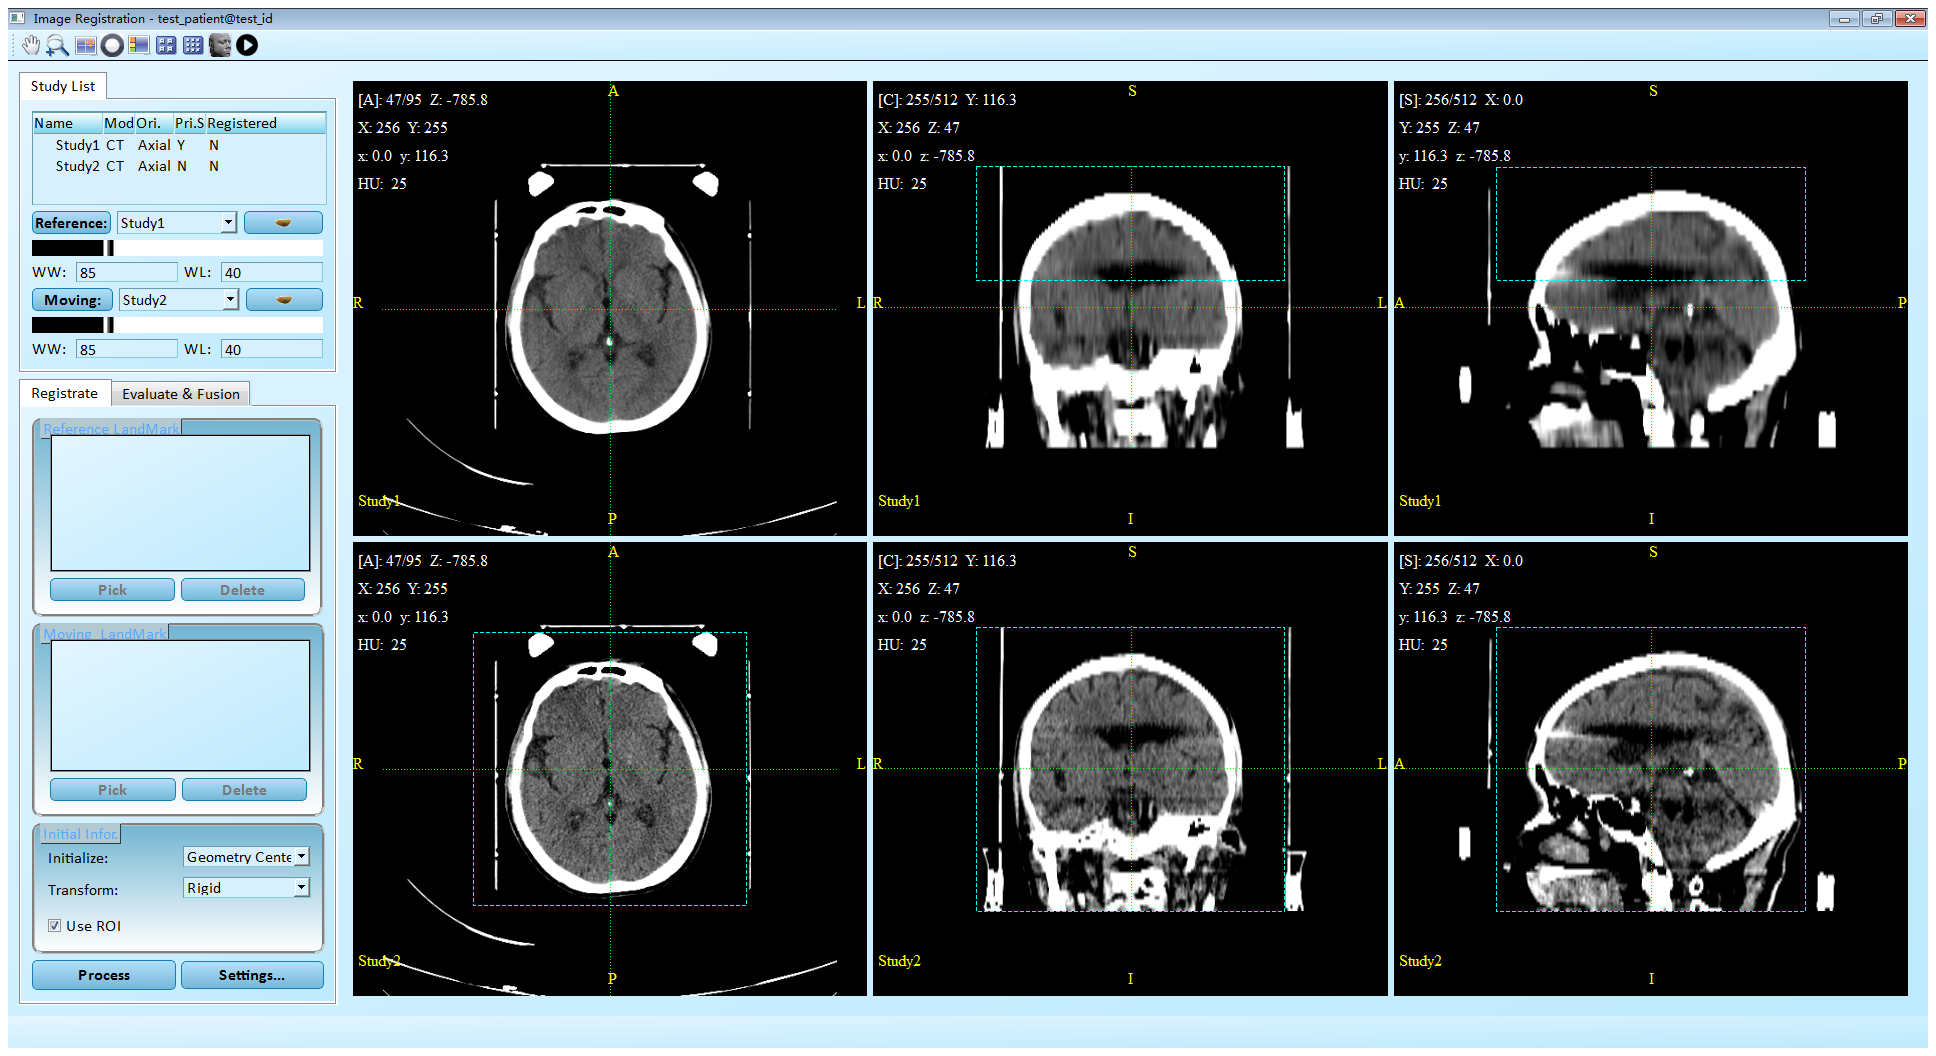 Image Registration - test_patient@test_id
Study List
Name Mod Ori. Pri.S Registered
Study1 CT Axial Y N
Study2 CT Axial N N
Reference: Study1
WW: 85 WL: 40
Moving: Study2
WW: 85 WL: 40
Registrate Evaluate & Fusion
Reference LandMark
Pick Delete
Moving LandMark
Pick Delete
Initial Infor.
Initialize: Geometry Cente
Transform: Rigid
Use ROI
Process Settings...
[A]: 47/95 Z: -785.8
X: 256 Y: 255
x: 0.0 y: 116.3
HU: 25
A
R
L
Study1
P
[C]: 255/512 Y: 116.3
X: 256 Z: 47
x: 0.0 z: -785.8
HU: 25
S
R
L
Study1
I
[S]: 256/512 X: 0.0
Y: 255 Z: 47
y: 116.3 z: -785.8
HU: 25
S
A
P
Study1
I
[A]: 47/95 Z: -785.8
X: 256 Y: 255
x: 0.0 y: 116.3
HU: 25
A
R
L
Study2
P
[C]: 255/512 Y: 116.3
X: 256 Z: 47
x: 0.0 z: -785.8
HU: 25
S
R
L
Study2
I
[S]: 256/512 X: 0.0
Y: 255 Z: 47
y: 116.3 z: -785.8
HU: 25
S
A
P
Study2
I